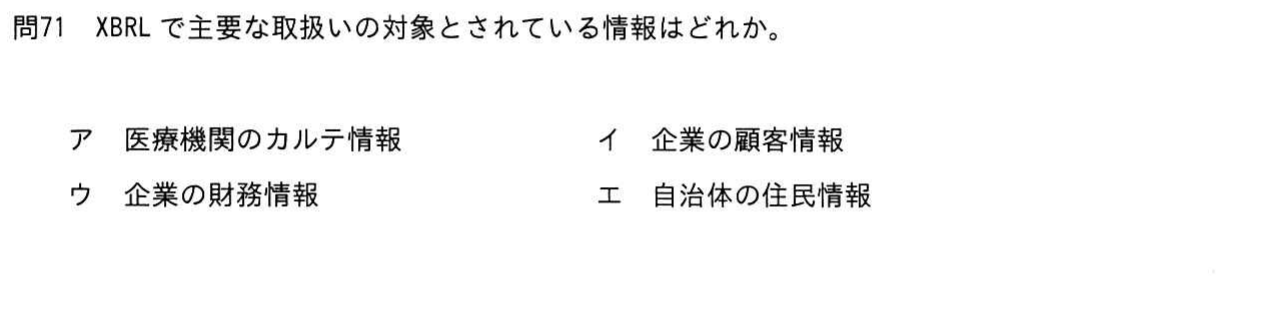 問71　XBRL で主要な取扱いの対象とされている情報はどれか。
ア　医療機関のカルテ情報　　　イ　企業の顧客情報
ウ　企業の財務情報　　　エ　自治体の住民情報